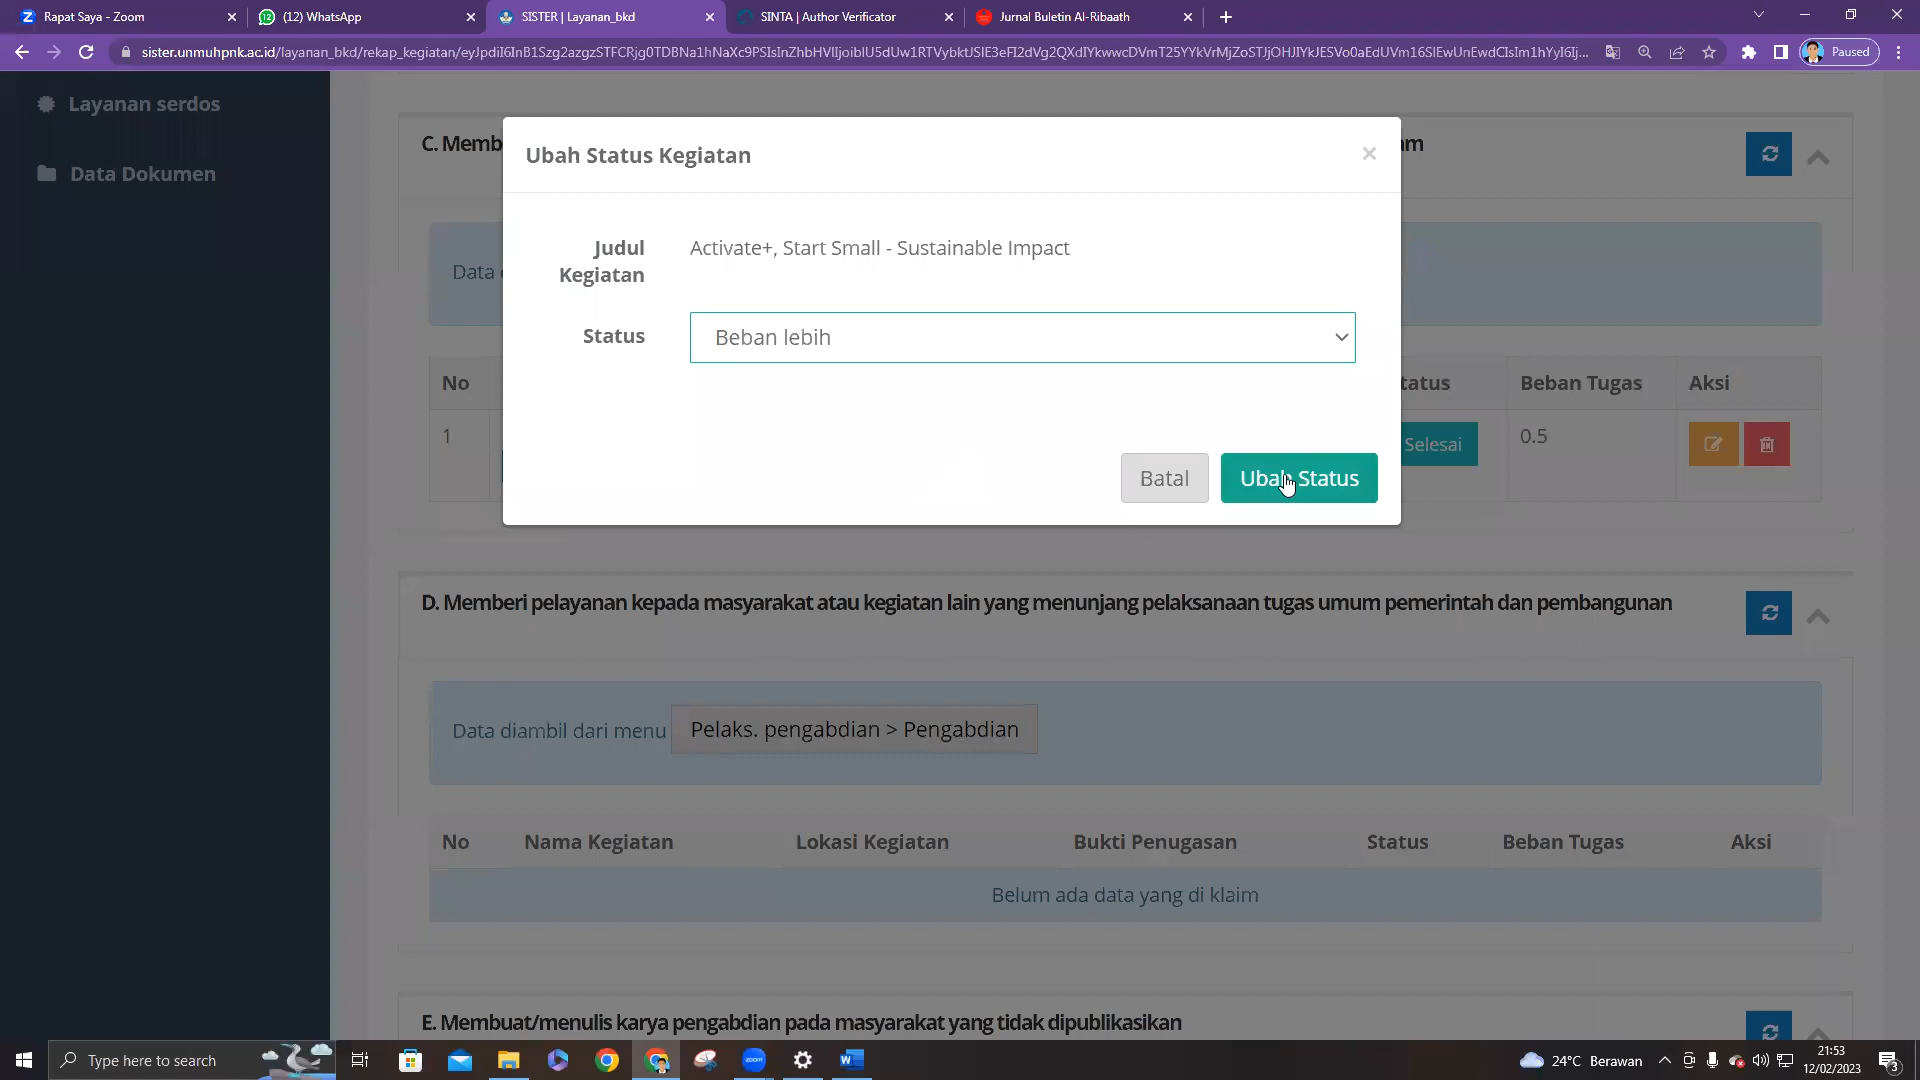 Rapat Saya - Zoom
(12) WhatsApp
SISTER | Layanan_bkd
SINTA | Author Verificator
Jurnal Buletin Al-Ribaath
Paused
Layanan serdos
Data Dokumen
C. Memb
am
Data
Ubah Status Kegiatan
Judul Kegiatan
Activate+, Start Small - Sustainable Impact
Status
Beban lebih
Batal
Ubah Status
No
tatus
Beban Tugas
Aksi
1
Selesai
0.5
D. Memberi pelayanan kepada masyarakat atau kegiatan lain yang menunjang pelaksanaan tugas umum pemerintah dan pembangunan
Data diambil dari menu Pelaks. pengabdian > Pengabdian
No
Nama Kegiatan
Lokasi Kegiatan
Bukti Penugasan
Status
Beban Tugas
Aksi
Belum ada data yang di klaim
E. Membuat/menulis karya pengabdian pada masyarakat yang tidak dipublikasikan
Type here to search
24°C Berawan
21:53
12/02/2023
3